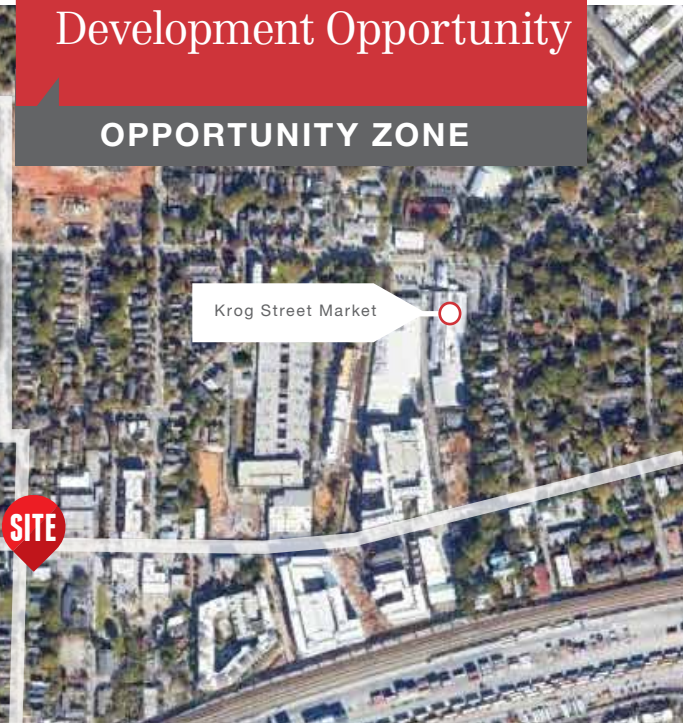 Development Opportunity
OPPORTUNITY ZONE
Krog Street Market
SITE